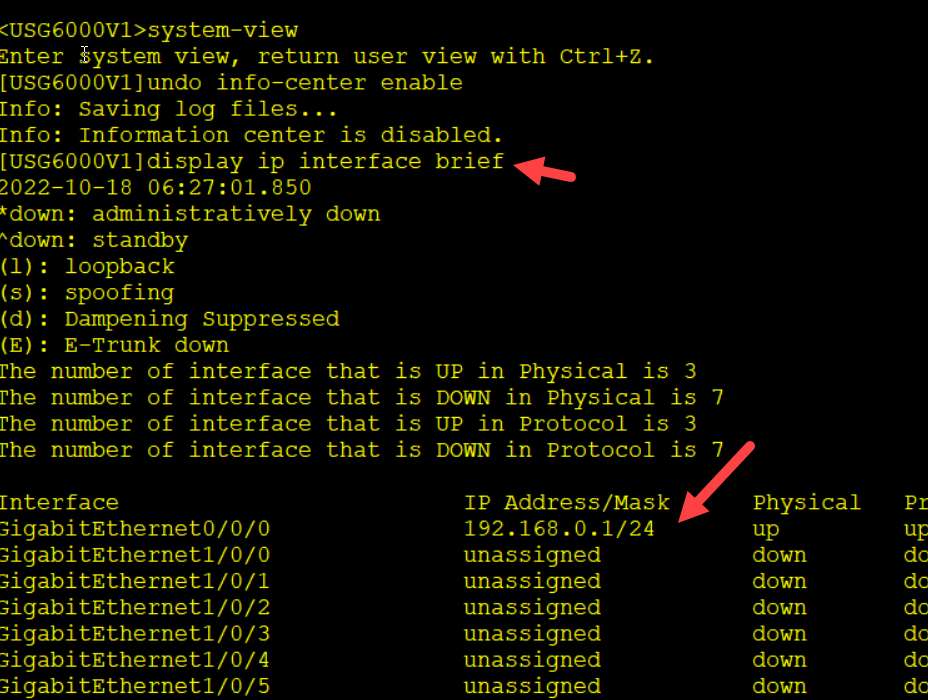 <USG6000V1>system-view
Enter system view, return user view with Ctrl+Z.
[USG6000V1]undo info-center enable
Info: Saving log files...
Info: Information center is disabled.
[USG6000V1]display ip interface brief
2022-10-18 06:27:01.850
*down: administratively down
^down: standby
(l): loopback
(s): spoofing
(d): Dampening Suppressed
(E): E-Trunk down
The number of interface that is UP in Physical is 3
The number of interface that is DOWN in Physical is 7
The number of interface that is UP in Protocol is 3
The number of interface that is DOWN in Protocol is 7
Interface IP Address/Mask Physical Pr
GigabitEthernet0/0/0 192.168.0.1/24 up up
GigabitEthernet1/0/0 unassigned down do
GigabitEthernet1/0/1 unassigned down do
GigabitEthernet1/0/2 unassigned down do
GigabitEthernet1/0/3 unassigned down do
GigabitEthernet1/0/4 unassigned down do
GigabitEthernet1/0/5 unassigned down do